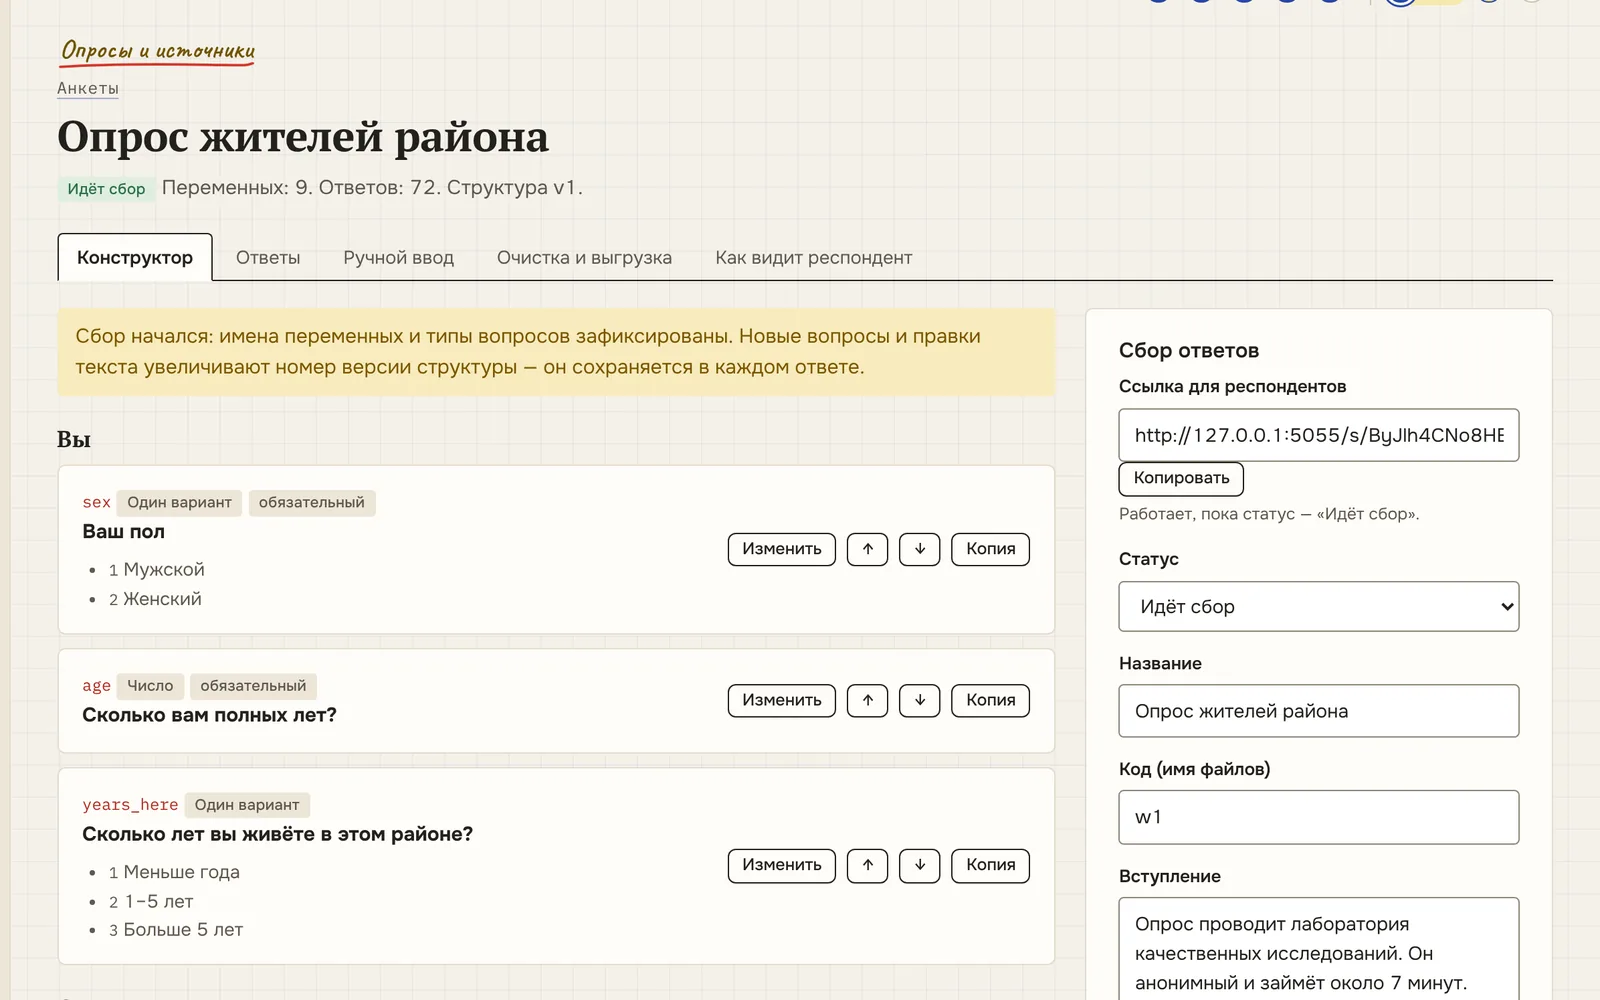 Опросы и источники
Анкеты
Опрос жителей района
Идёт сбор Переменных: 9. Ответов: 72. Структура v1.
Конструктор Ответы Ручной ввод Очистка и выгрузка Как видит респондент
Сбор начался: имена переменных и типы вопросов зафиксированы. Новые вопросы и правки
текста увеличивают номер версии структуры — он сохраняется в каждом ответе.
Вы
sex Один вариант обязательный
Ваш пол
1 Мужской
2 Женский
Изменить ↑ ↓ Копия
age Число обязательный
Сколько вам полных лет?
Изменить ↑ ↓ Копия
years_here Один вариант
Сколько лет вы живёте в этом районе?
1 Меньше года
2 1–5 лет
3 Больше 5 лет
Изменить ↑ ↓ Копия
Сбор ответов
Ссылка для респондентов
http://127.0.0.1:5055/s/ByJlh4CNo8HE
Копировать
Работает, пока статус — «Идёт сбор».
Статус
Идёт сбор
Название
Опрос жителей района
Код (имя файлов)
w1
Вступление
Опрос проводит лаборатория
качественных исследований. Он
анонимный и займёт около 7 минут.